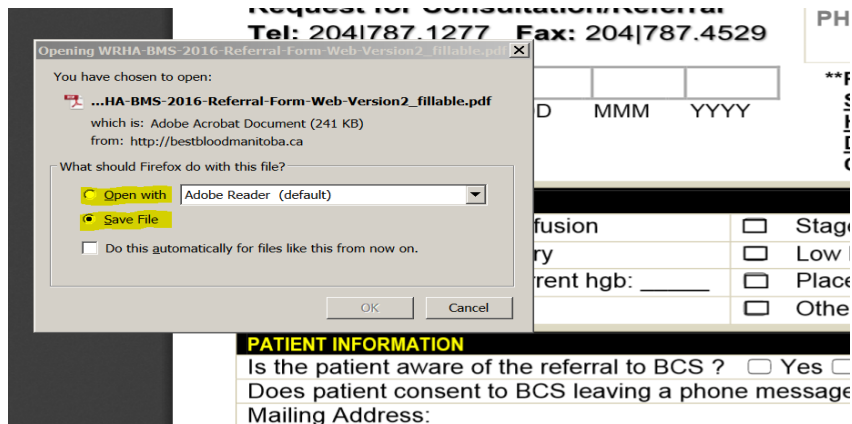 Request for Consultation/Referral
Tel: 204|787.1277 Fax: 204|787.4529
PH
Opening WRHA-BMS-2016-Referral-Form-Web-Version2_fillable.pdf
You have chosen to open:
...HA-BMS-2016-Referral-Form-Web-Version2_fillable.pdf
which is: Adobe Acrobat Document (241 KB)
from: http://bestbloodmanitoba.ca
What should Firefox do with this file?
Open with Adobe Reader (default)
Save File
Do this automatically for files like this from now on.
OK Cancel
D MMM YYYY
**F
fusion Stage
ry Low
rrent hgb: ______ Place
Othe
PATIENT INFORMATION
Is the patient aware of the referral to BCS ? Yes
Does patient consent to BCS leaving a phone message
Mailing Address: